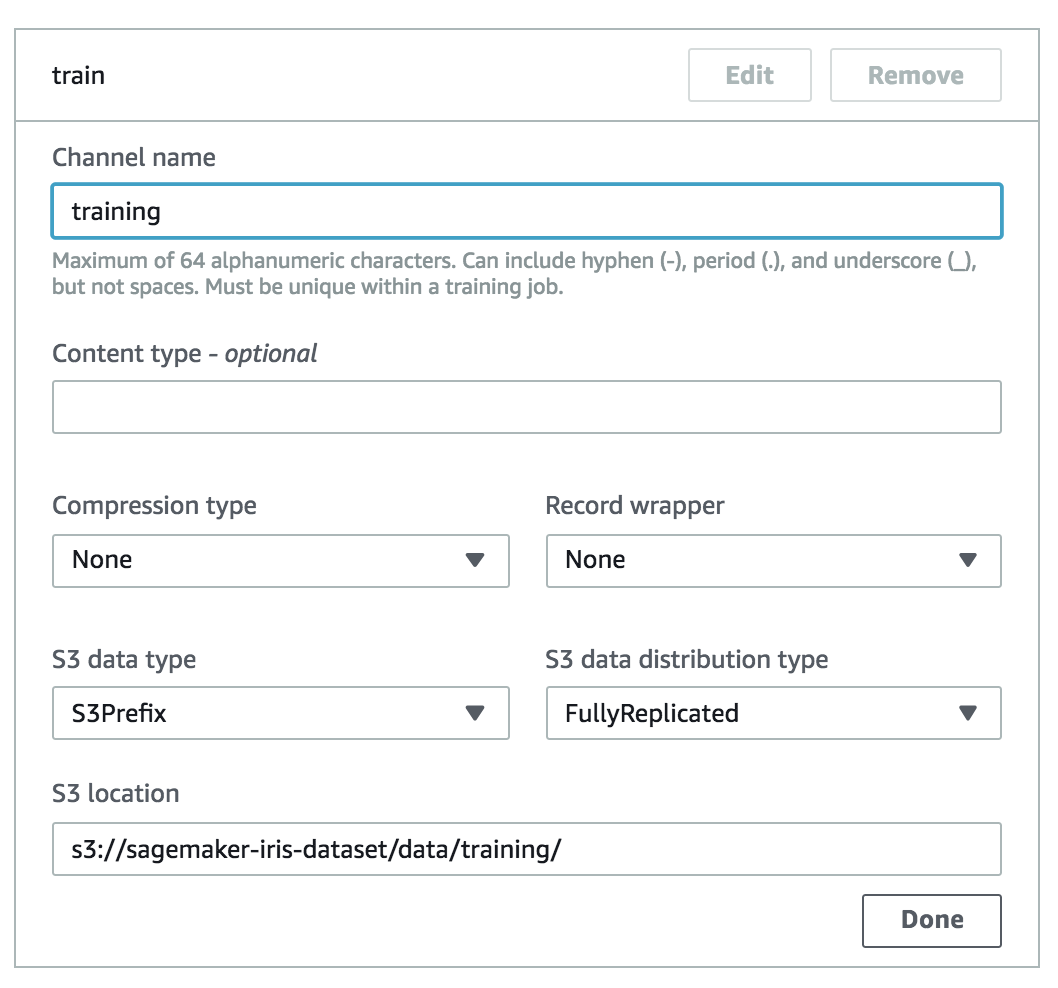 train
Edit
Remove
Channel name
training
Maximum of 64 alphanumeric characters. Can include hyphen (-), period (.), and underscore (_),
but not spaces. Must be unique within a training job.
Content type - optional
Compression type
Record wrapper
None
None
S3 data type
S3 data distribution type
S3Prefix
FullyReplicated
S3 location
s3://sagemaker-iris-dataset/data/training/
Done